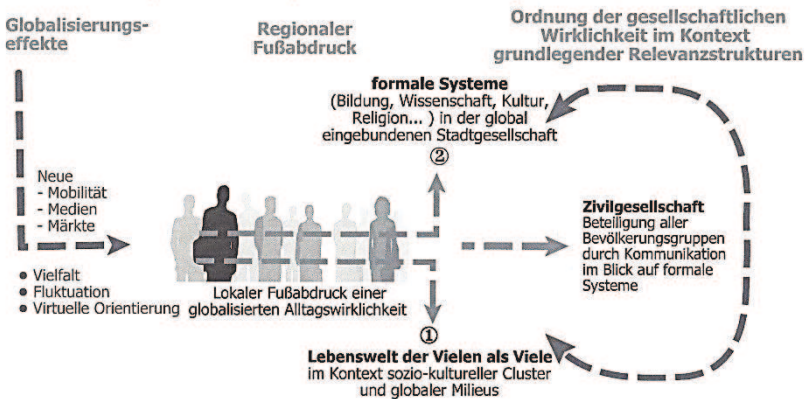 Globalisierungs-
effekte
Regionaler
Fußabdruck
Ordnung der gesellschaftlichen
Wirklichkeit im Kontext
grundlegender Relevanzstrukturen
formale Systeme
(Bildung, Wissenschaft, Kultur,
Religion... ) in der global
eingebundenen Stadtgesellschaft
②
Neue
- Mobilität
- Medien
- Märkte
● Vielfalt
● Fluktuation
● Virtuelle Orientierung
Lokaler Fußabdruck einer
globalisierten Alltagswirklichkeit
Zivilgesellschaft
Beteiligung aller
Bevölkerungsgruppen
durch Kommunikation
im Blick auf formale
Systeme
①
Lebenswelt der Vielen als Viele
im Kontext sozio-kultureller Cluster
und globaler Milieus